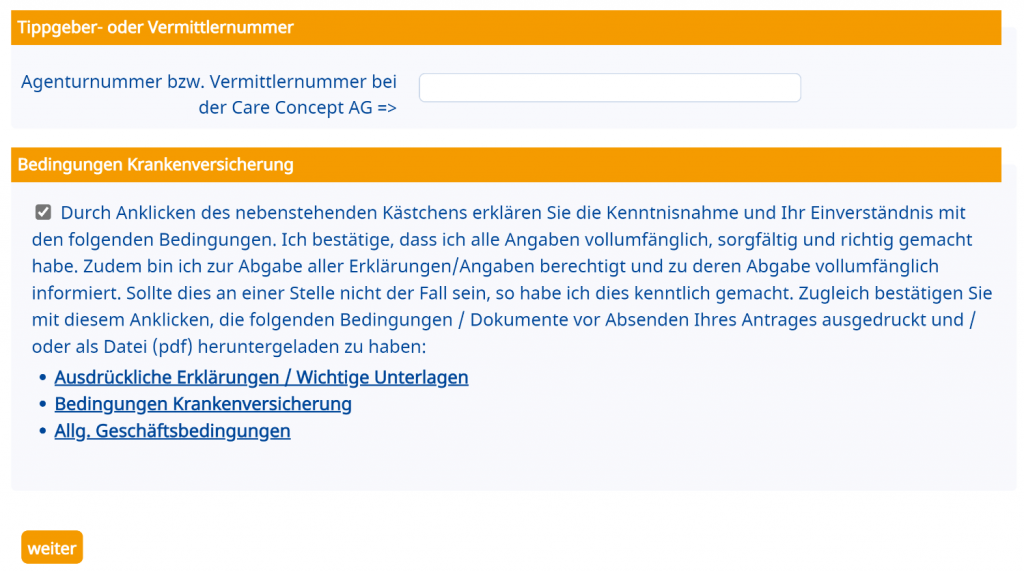 Tippgeber- oder Vermittlernummer
Agenturnummer bzw. Vermittlernummer bei
der Care Concept AG =>
Bedingungen Krankenversicherung
Durch Anklicken des nebenstehenden Kästchens erklären Sie die Kenntnisnahme und Ihr Einverständnis mit
den folgenden Bedingungen. Ich bestätige, dass ich alle Angaben vollumfänglich, sorgfältig und richtig gemacht
habe. Zudem bin ich zur Abgabe aller Erklärungen/Angaben berechtigt und zu deren Abgabe vollumfänglich
informiert. Sollte dies an einer Stelle nicht der Fall sein, so habe ich dies kenntlich gemacht. Zugleich bestätigen Sie
mit diesem Anklicken, die folgenden Bedingungen / Dokumente vor Absenden Ihres Antrages ausgedruckt und /
oder als Datei (pdf) heruntergeladen zu haben:
• Ausdrückliche Erklärungen / Wichtige Unterlagen
• Bedingungen Krankenversicherung
• Allg. Geschäftsbedingungen
weiter